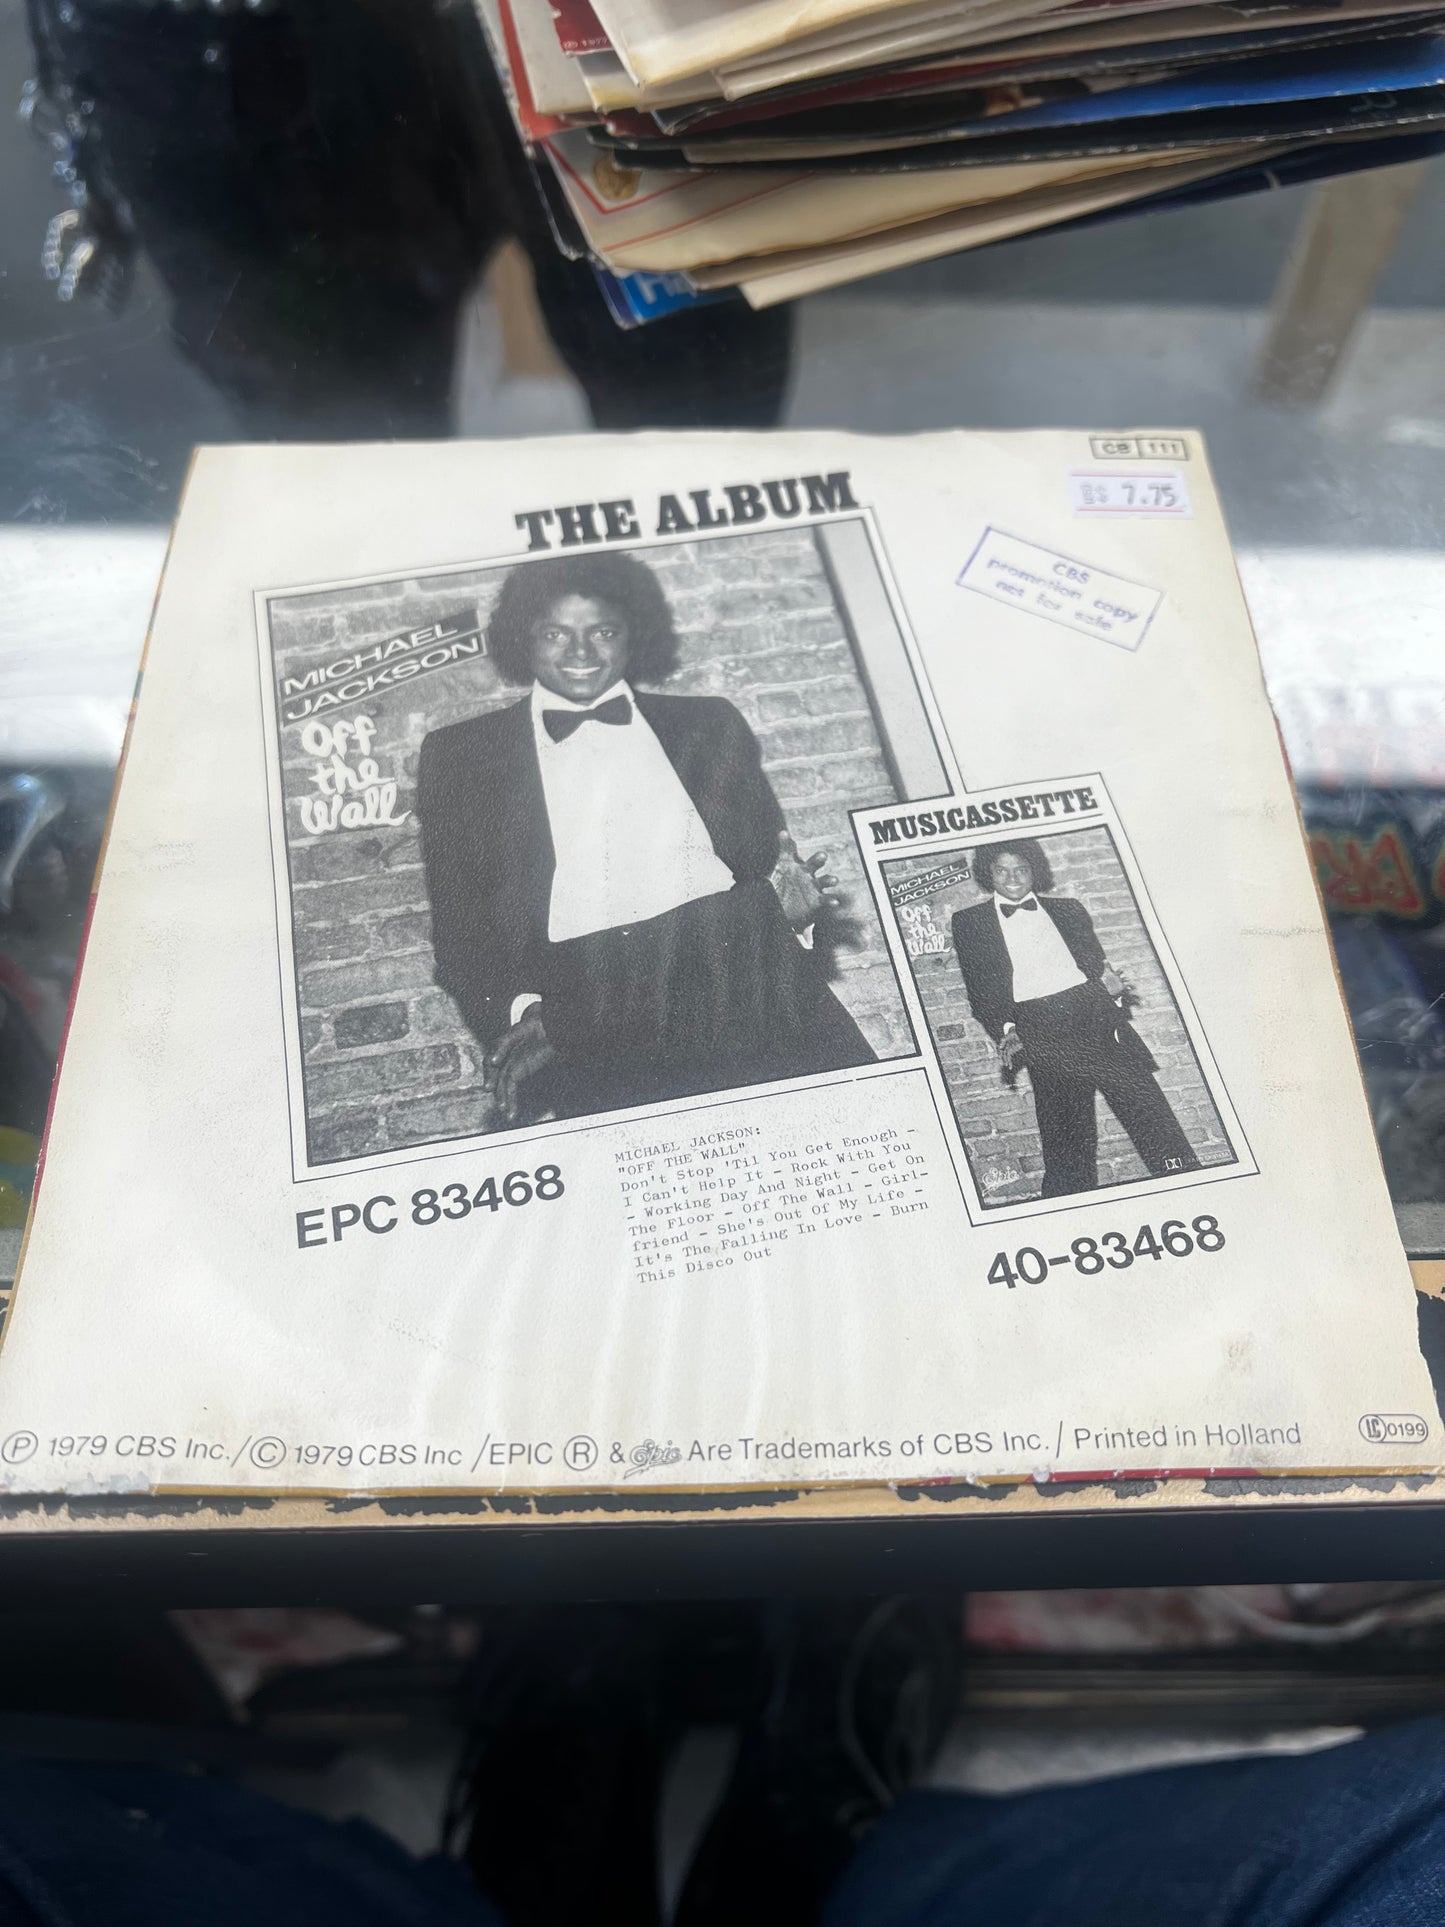 CB 111
7.75
CBS
promotion copy
not for sale
THE ALBUM
MICHAEL
JACKSON
Off
the
Wall
MUSICASSETTE
MICHAEL
JACKSON
Off
the
Wall
Epic
EPC 83468
MICHAEL JACKSON:
"OFF THE WALL"
Don't Stop 'Til You Get Enough -
I Can't Help It - Rock With You
- Working Day And Night - Get On
The Floor - Off The Wall - Girl-
friend - She's Out Of My Life -
It's The Falling In Love - Burn
This Disco Out
40-83468
Ⓟ 1979 CBS Inc./Ⓒ 1979 CBS Inc /EPIC Ⓡ & Epic Are Trademarks of CBS Inc./ Printed in Holland
LC 0199